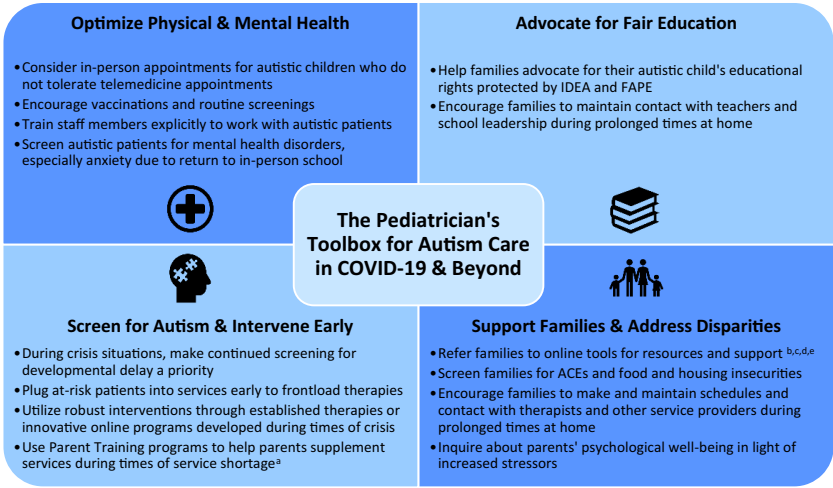 Optimize Physical & Mental Health
• Consider in-person appointments for autistic children who do
not tolerate telemedicine appointments
• Encourage vaccinations and routine screenings
• Train staff members explicitly to work with autistic patients
• Screen autistic patients for mental health disorders,
especially anxiety due to return to in-person school
Advocate for Fair Education
• Help families advocate for their autistic child's educational
rights protected by IDEA and FAPE
• Encourage families to maintain contact with teachers and
school leadership during prolonged times at home
The Pediatrician's
Toolbox for Autism Care
in COVID-19 & Beyond
Screen for Autism & Intervene Early
• During crisis situations, make continued screening for
developmental delay a priority
• Plug at-risk patients into services early to frontload therapies
• Utilize robust interventions through established therapies or
innovative online programs developed during times of crisis
• Use Parent Training programs to help parents supplement
services during times of service shortage a
Support Families & Address Disparities
• Refer families to online tools for resources and support b,c,d,e
• Screen families for ACEs and food and housing insecurities
• Encourage families to make and maintain schedules and
contact with therapists and other service providers during
prolonged times at home
• Inquire about parents' psychological well-being in light of
increased stressors